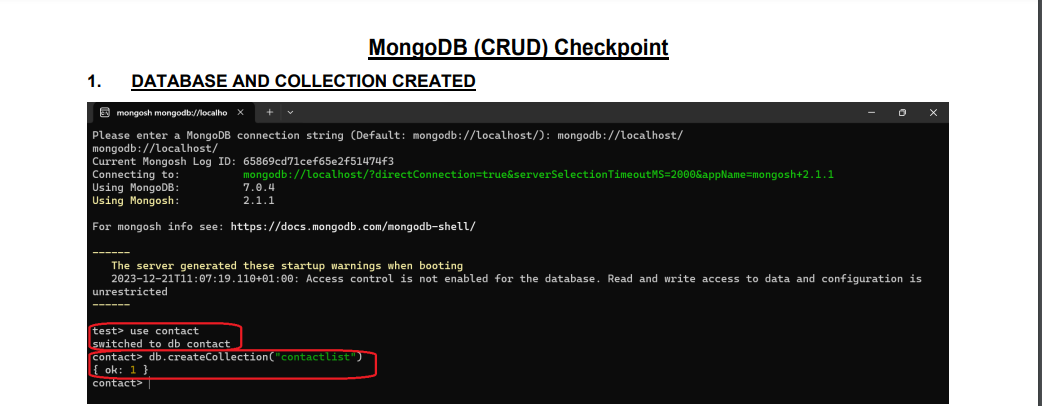 MongoDB (CRUD) Checkpoint
1. DATABASE AND COLLECTION CREATED
mongosh mongodb://localho
Please enter a MongoDB connection string (Default: mongodb://localhost/): mongodb://localhost/
mongodb://localhost/
Current Mongosh Log ID: 65869cd71cef65e2f51474f3
Connecting to: mongodb://localhost/?directConnection=true&serverSelectionTimeoutMS=2000&appName=mongosh+2.1.1
Using MongoDB: 7.0.4
Using Mongosh: 2.1.1
For mongosh info see: https://docs.mongodb.com/mongodb-shell/
------
The server generated these startup warnings when booting
2023-12-21T11:07:19.110+01:00: Access control is not enabled for the database. Read and write access to data and configuration is
unrestricted
------
test> use contact
switched to db contact
contact> db.createCollection("contactlist")
{ ok: 1 }
contact>